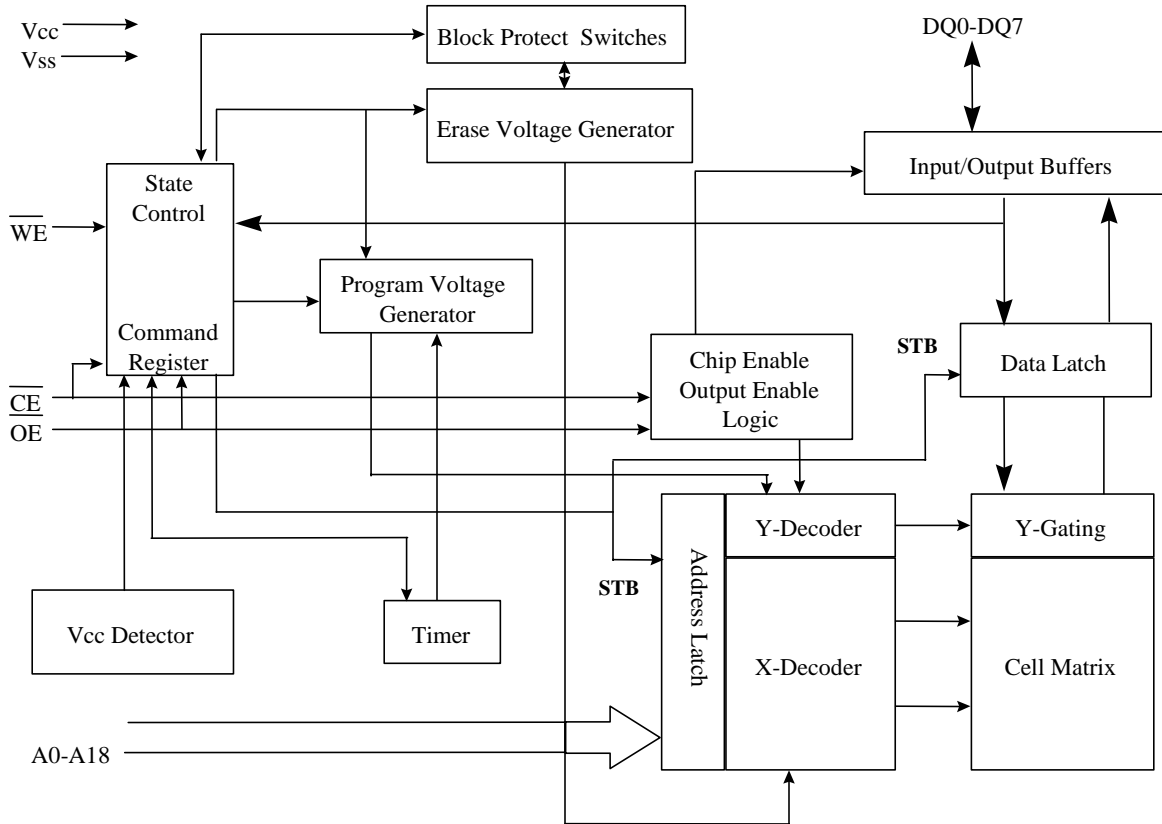 Vcc
Vss
Block Protect Switches
DQ0-DQ7
Erase Voltage Generator
Input/Output Buffers
State
Control
WE
Program Voltage
Generator
Command
Register
STB
Chip Enable
Output Enable
Logic
Data Latch
CE
OE
Address Latch
Y-Decoder
Y-Gating
STB
Vcc Detector
Timer
X-Decoder
Cell Matrix
A0-A18